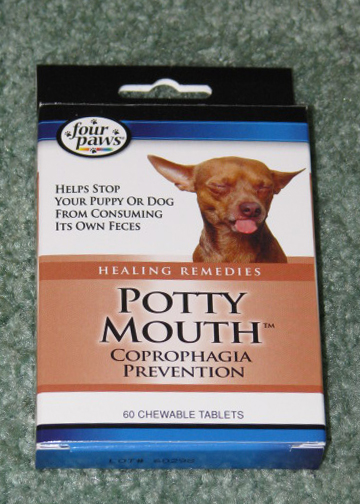 four
paws
HELPS STOP
YOUR PUPPY OR DOG
FROM CONSUMING
ITS OWN FECES
HEALING REMEDIES
POTTY
MOUTH™
COPROPHAGIA
PREVENTION
60 CHEWABLE TABLETS